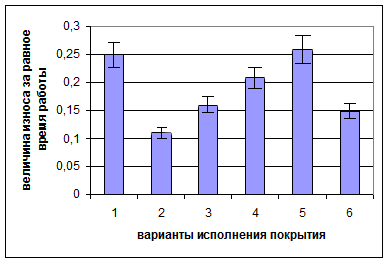 величина износа за равное
время работы
0,3
0,25
0,2
0,15
0,1
0,05
0
1 2 3 4 5 6
варианты исполнения покрытия